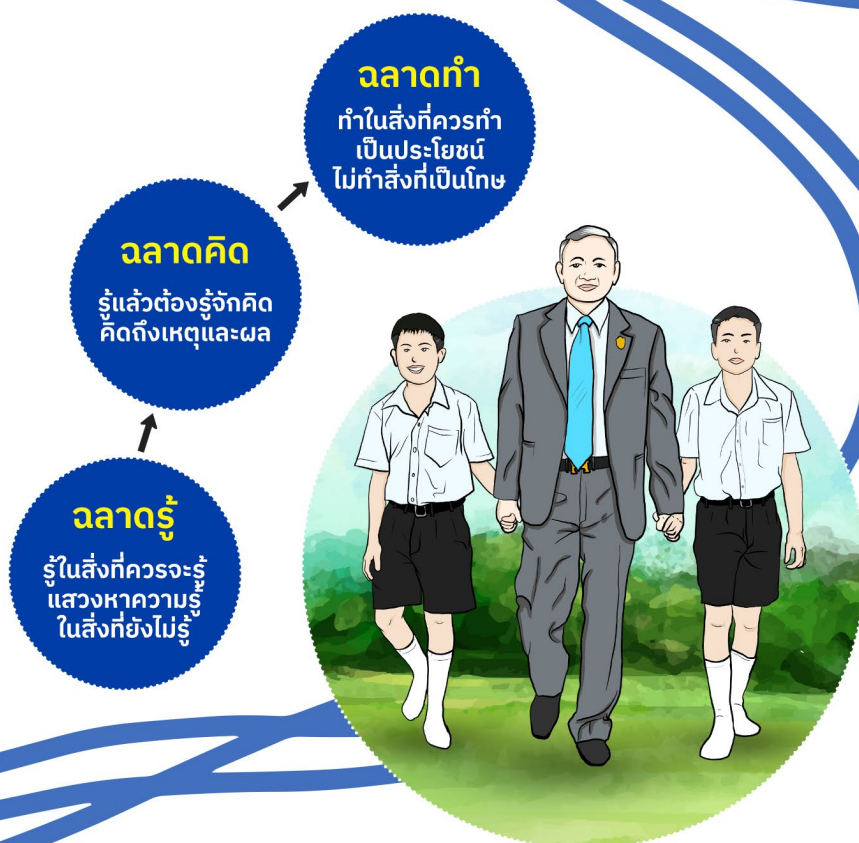 ฉลาดทำ
ทำในสิ่งที่ควรทำ
เป็นประโยชน์
ไม่ทำสิ่งที่เป็นโทษ
ฉลาดคิด
รู้แล้วต้องรู้จักคิด
คิดถึงเหตุและผล
ฉลาดรู้
รู้ในสิ่งที่ควรจะรู้
แสวงหาความรู้
ในสิ่งที่ยังไม่รู้